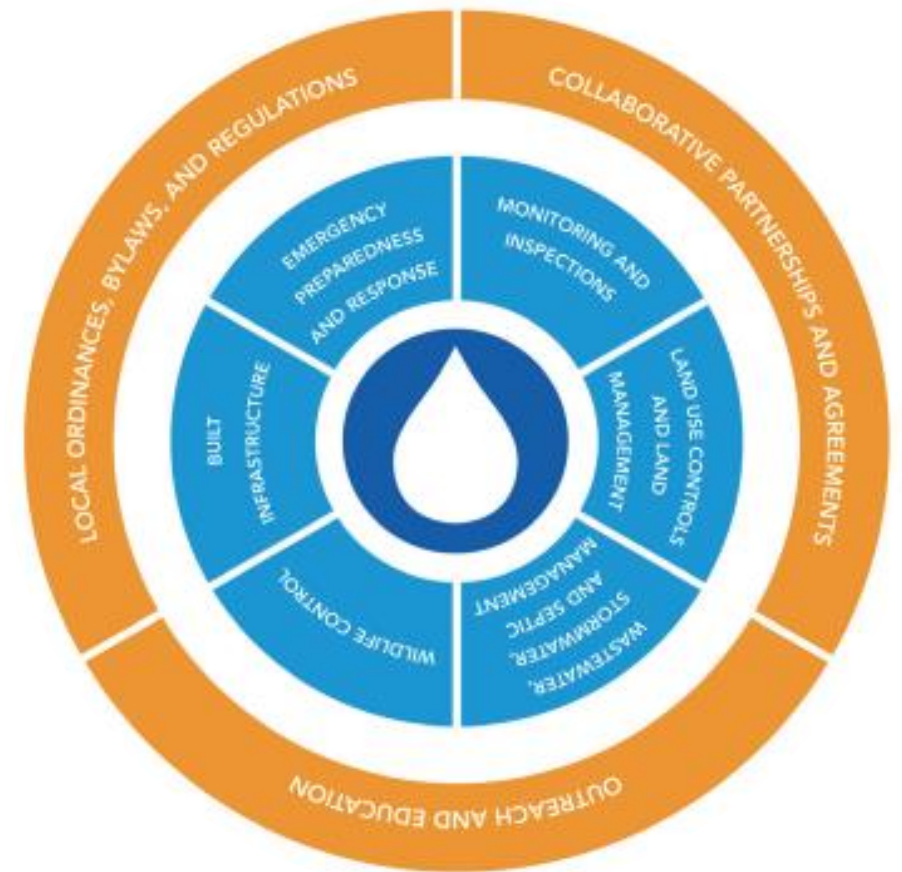 LOCAL ORDINANCES, BYLAWS, AND REGULATIONS
COLLABORATIVE PARTNERSHIPS AND AGREEMENTS
OUTREACH AND EDUCATION
EMERGENCY
PREPAREDNESS
AND RESPONSE
MONITORING AND
INSPECTIONS
LAND USE CONTROLS
AND LAND
MANAGEMENT
WASTEWATER,
STORMWATER,
AND SEPTIC
MANAGEMENT
WILDLIFE CONTROL
BUILT
INFRASTRUCTURE